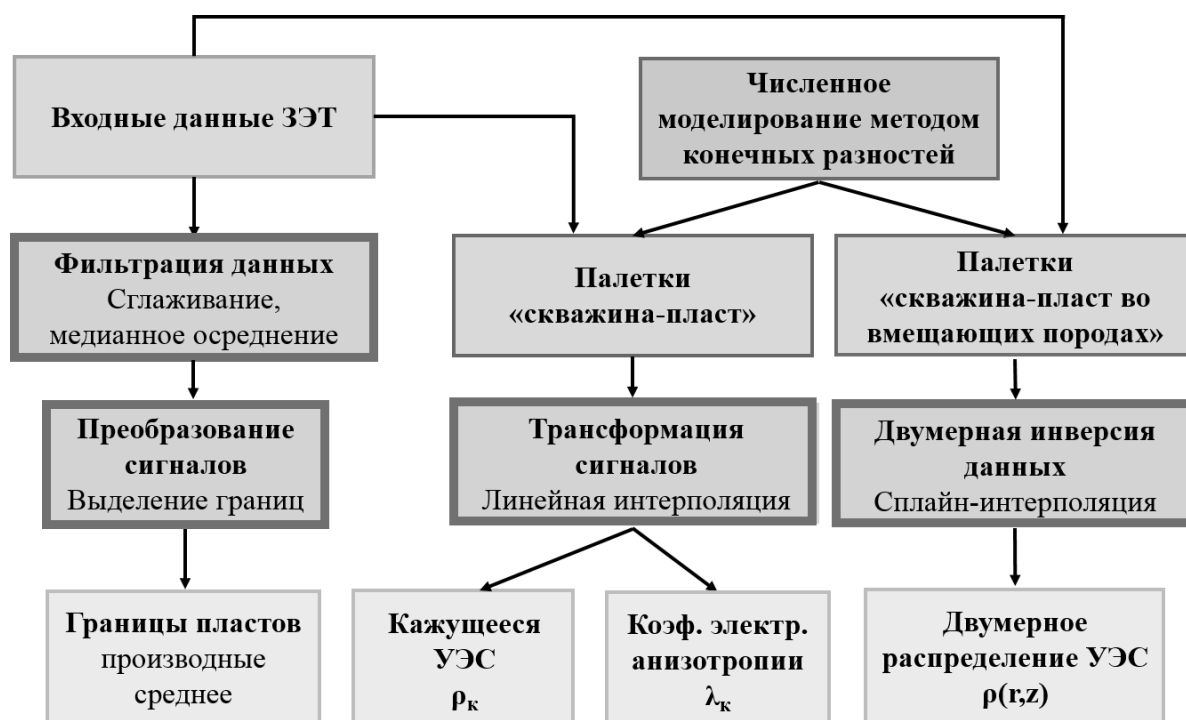 Входные данные ЗЭТ
Численное
моделирование методом
конечных разностей
Фильтрация данных
Сглаживание,
медианное осреднение
Палетки
«скважина-пласт»
Палетки
«скважина-пласт во
вмещающих породах»
Преобразование
сигналов
Выделение границ
Трансформация
сигналов
Линейная интерполяция
Двумерная инверсия
данных
Сплайн-интерполяция
Границы пластов
производные
среднее
Кажущееся
УЭС
ρк
Коэф. электр.
анизотропии
λк
Двумерное
распределение УЭС
ρ(r,z)